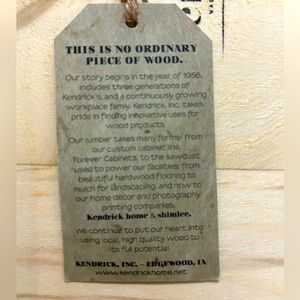 THIS IS NO ORDINARY
PIECE OF WOOD.
Our story begins in the year of 1956,
includes three generations of
Kendrick's, and a continuously growing
workplace family. Kendrick, Inc. takes
pride in finding innovative uses for
wood products.
Our lumber takes many forms: from
our custom cabinet line,
Forever Cabinets, to the sawdust
used to power our facilities; from
beautiful hardwood flooring to
mulch for landscaping; and now to
our home décor and photography
printing companies,
Kendrick home & shimlee.
We continue to put our heart into
using local, high quality wood to
its full potential.
KENDRICK, INC. – EDGEWOOD, IA
www.kendrickhome.net